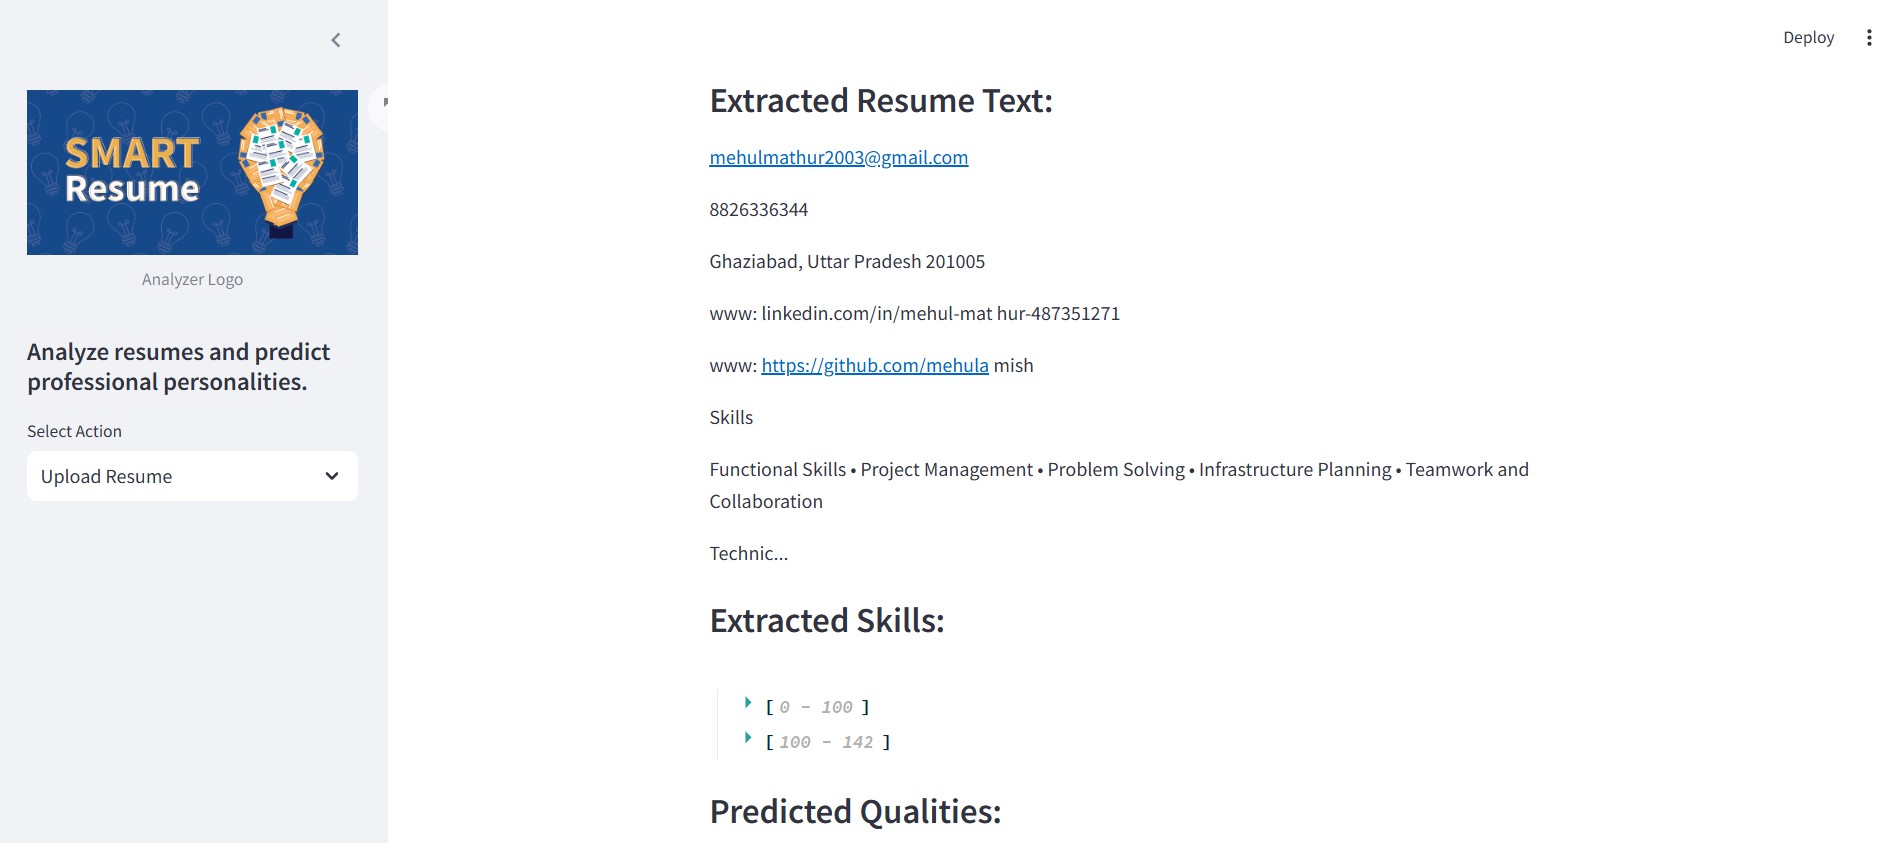 Deploy
SMART
Resume
Analyzer Logo
Analyze resumes and predict
professional personalities.
Select Action
Upload Resume
Extracted Resume Text:
mehulmathur2003@gmail.com
8826336344
Ghaziabad, Uttar Pradesh 201005
www: linkedin.com/in/mehul-mat hur-487351271
www: https://github.com/mehula mish
Skills
Functional Skills • Project Management • Problem Solving • Infrastructure Planning • Teamwork and
Collaboration
Technic...
Extracted Skills:
[ 0 - 100 ]
[ 100 - 142 ]
Predicted Qualities: